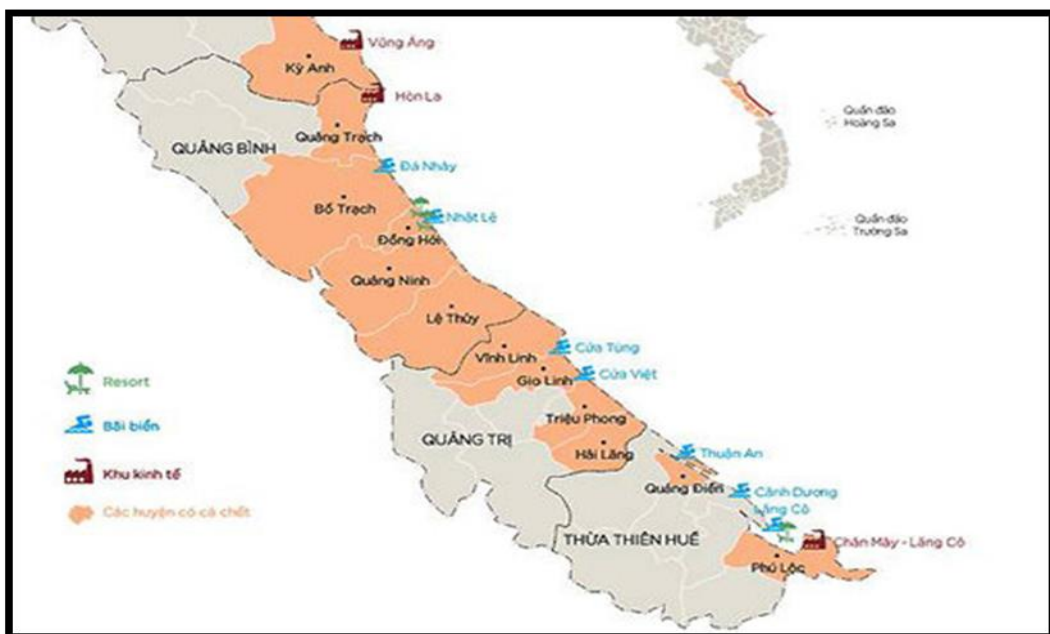 Vũng Áng
Kỳ Anh
Hòn La
Quảng Trạch
QUẢNG BÌNH
Đá Nhảy
Bố Trạch
Nhật Lệ
Đồng Hới
Quảng Ninh
Lệ Thủy
Quần đảo
Hoàng Sa
Quần đảo
Trường Sa
Cửa Tùng
Vĩnh Linh
Cửa Việt
Gio Linh
Triệu Phong
QUẢNG TRỊ
Hải Lăng
Thuận An
Quảng Điền
Cảnh Dương
Lăng Cô
THỪA THIÊN HUẾ
Chân Mây - Lăng Cô
Phú Lộc
Resort
Bãi biển
Khu kinh tế
Các huyện có cá chết